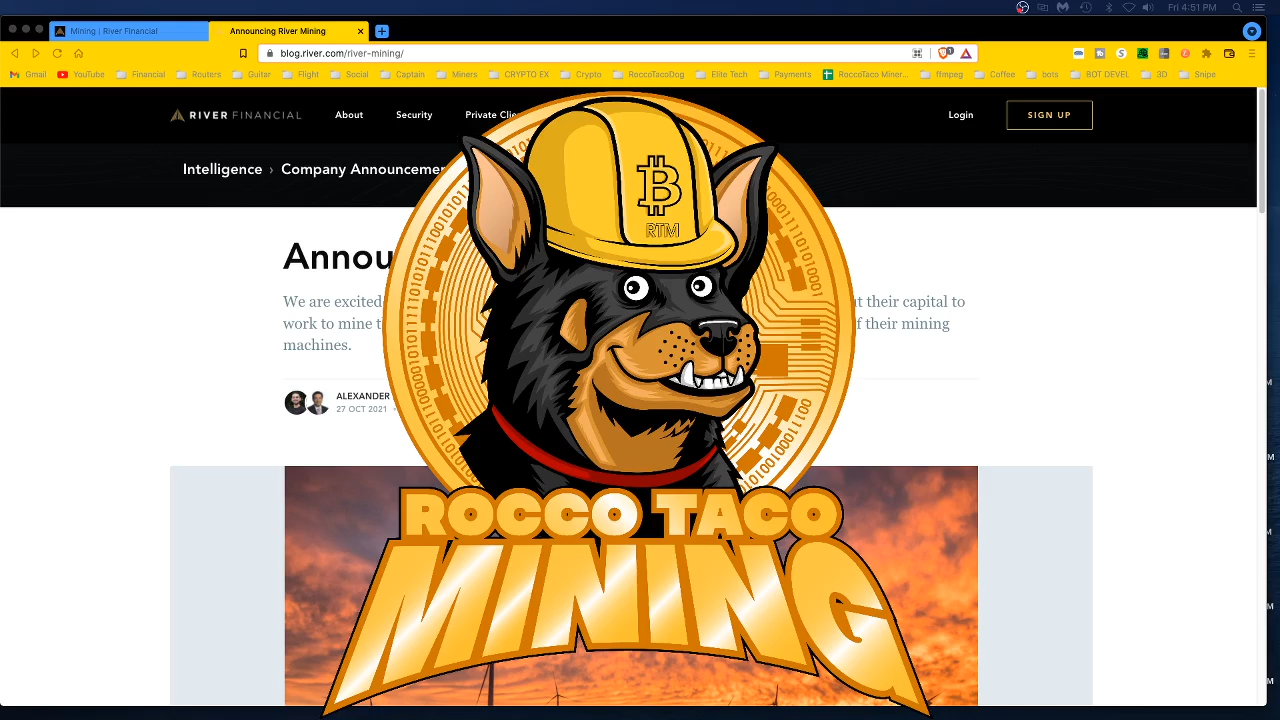 Fri 4:51 PM
Mining | River Financial
Announcing River Mining
blog.river.com/river-mining/
Gmail YouTube Financial Routers Guitar Flight Social Captain Miners CRYPTO EX Crypto RoccoTacoDog Elite Tech Payments RoccoTaco Miner... ffmpeg Coffee bots BOT DEVEL 3D Snipe
RIVER FINANCIAL About Security Private Clie Login SIGN UP
Intelligence › Company Announcemen
Annou
We are excited t their capital to
work to mine f their mining
machines.
ALEXANDER
27 OCT 2021
RTM
ROCCO TACO
MINING